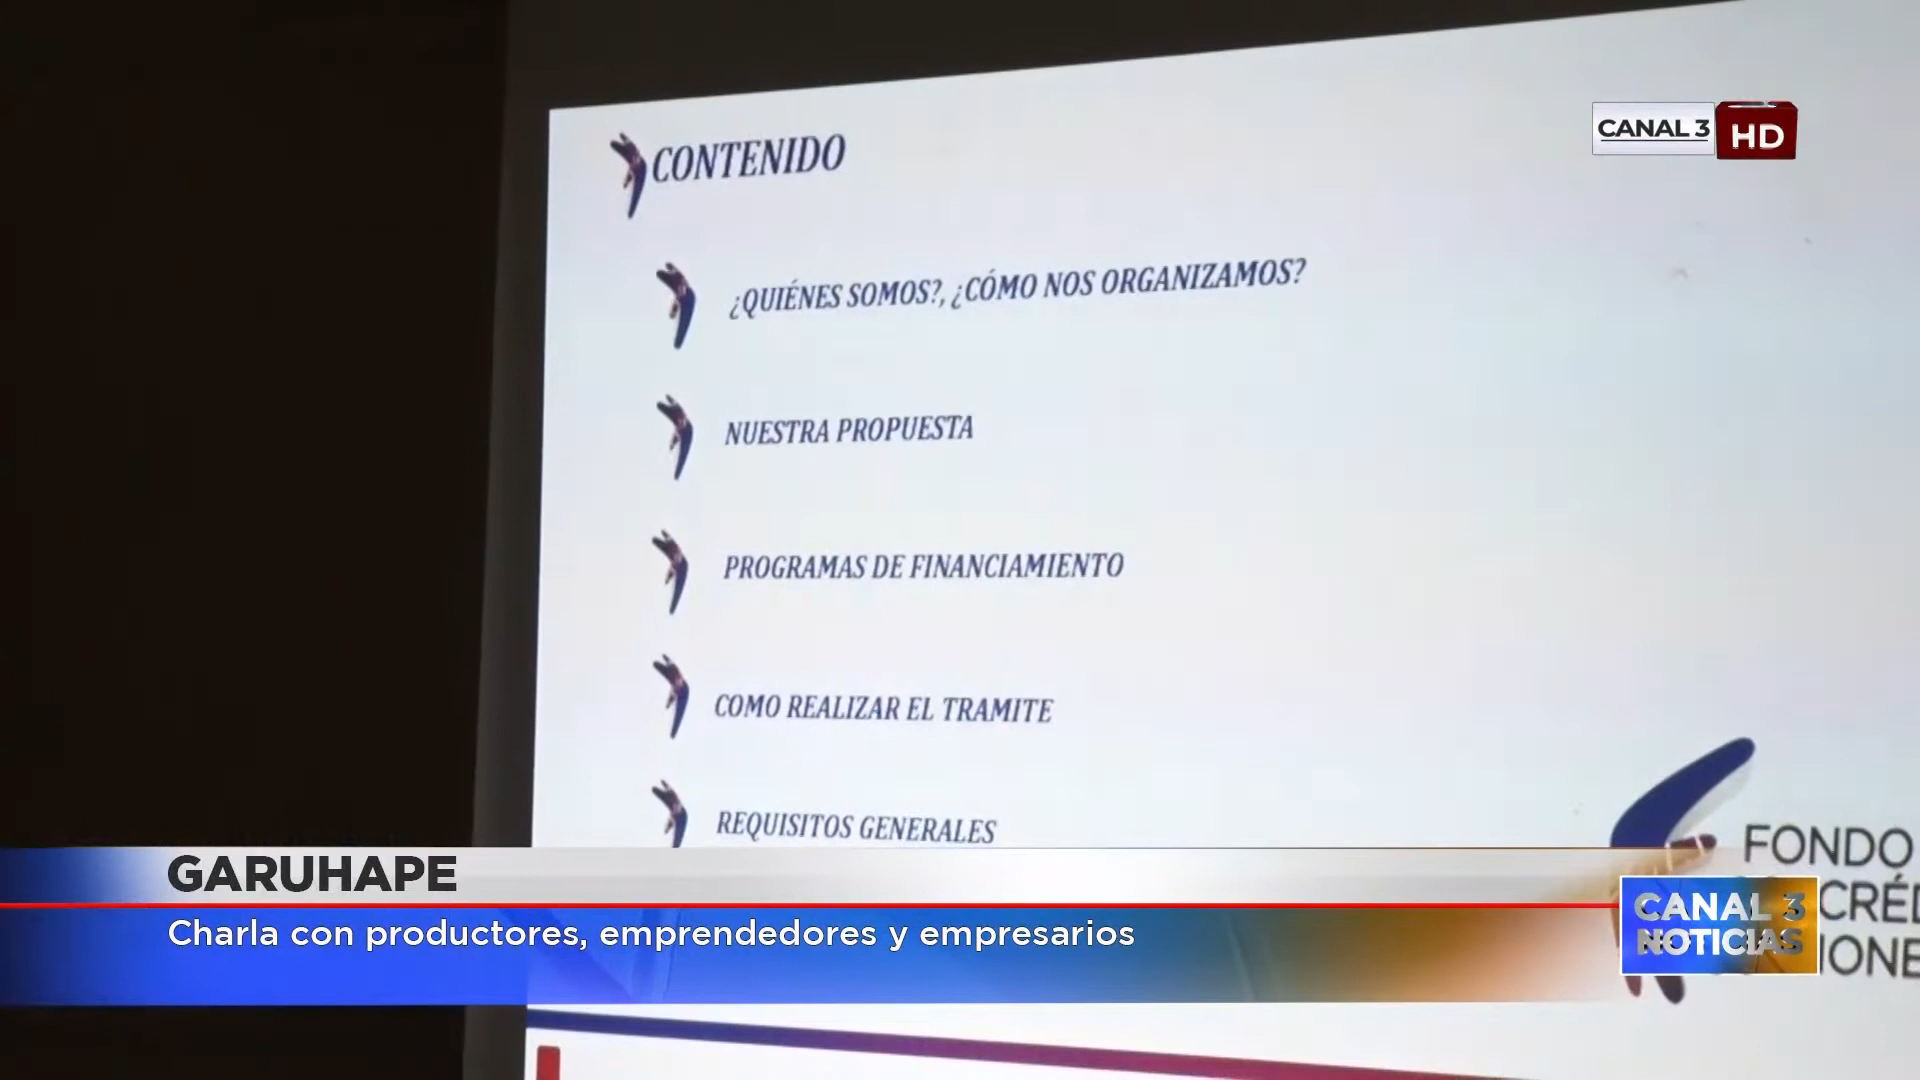 CANAL 3 HD
CONTENIDO
¿QUIÉNES SOMOS?, ¿CÓMO NOS ORGANIZAMOS?
NUESTRA PROPUESTA
PROGRAMAS DE FINANCIAMIENTO
COMO REALIZAR EL TRAMITE
REQUISITOS GENERALES
FONDO
GARUHAPE
Charla con productores, emprendedores y empresarios
CANAL 3
NOTICIAS